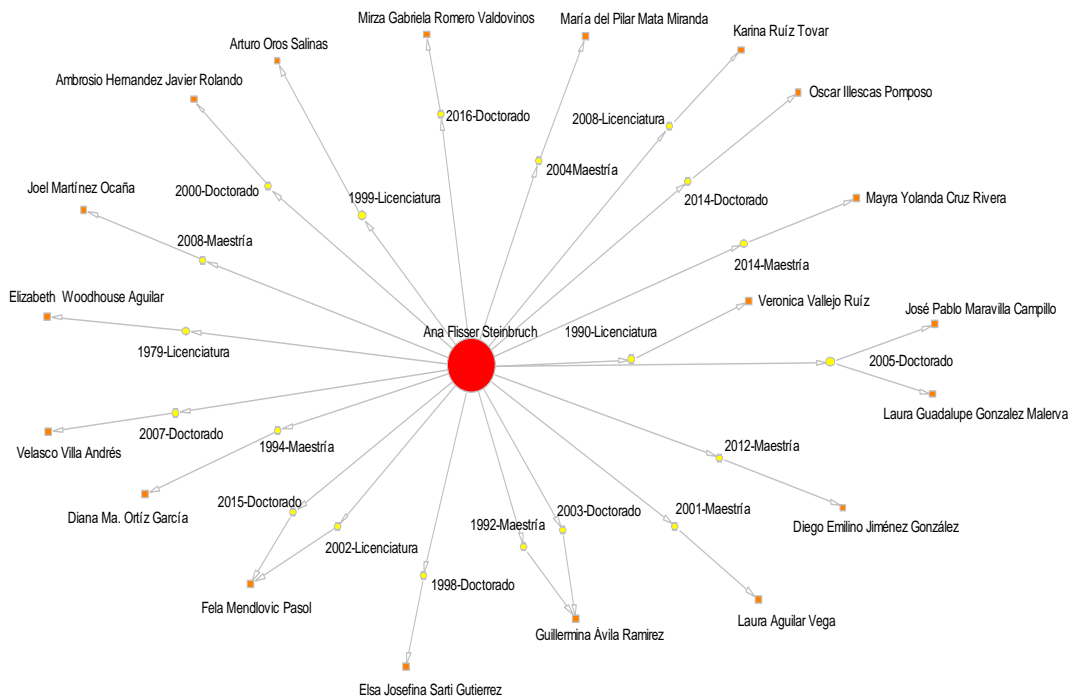 Mirza Gabriela Romero Valdovinos
María del Pilar Mata Miranda
Karina Ruíz Tovar
Arturo Oros Salinas
Ambrosio Hernandez Javier Rolando
Oscar Illescas Pomposo
2016-Doctorado
2008-Licenciatura
2004Maestría
Joel Martínez Ocaña
2000-Doctorado
1999-Licenciatura
2014-Doctorado
Mayra Yolanda Cruz Rivera
2008-Maestría
2014-Maestría
Elizabeth Woodhouse Aguilar
Veronica Vallejo Ruíz
José Pablo Maravilla Campillo
Ana Flisser Steinbruch
1990-Licenciatura
1979-Licenciatura
2005-Doctorado
Laura Guadalupe Gonzalez Malerva
2007-Doctorado
1994-Maestría
2012-Maestría
Velasco Villa Andrés
2015-Doctorado
Diana Ma. Ortíz García
1992-Maestría
2003-Doctorado
2001-Maestría
Diego Emilino Jiménez González
2002-Licenciatura
1998-Doctorado
Fela Mendlovic Pasol
Guillermina Ávila Ramirez
Laura Aguilar Vega
Elsa Josefina Sarti Gutierrez